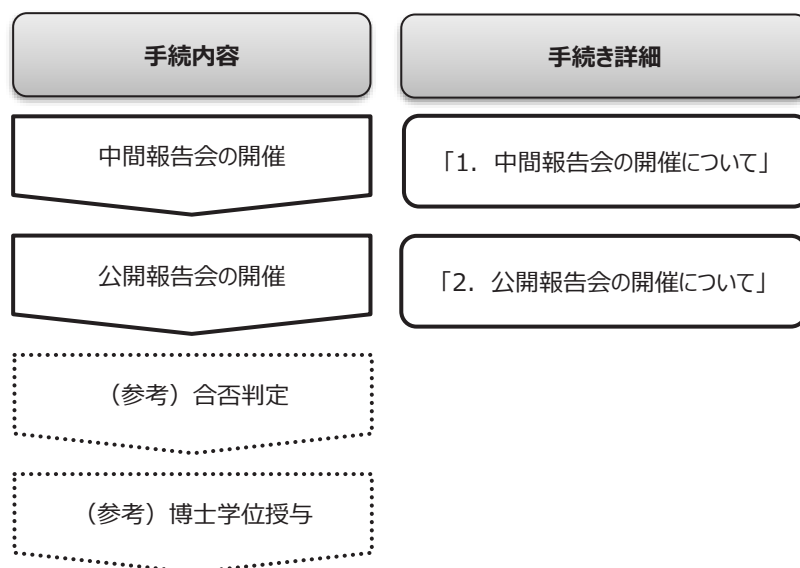 手続内容
手続き詳細
中間報告会の開催
「1. 中間報告会の開催について」
公開報告会の開催
「2. 公開報告会の開催について」
（参考）合否判定
（参考）博士学位授与